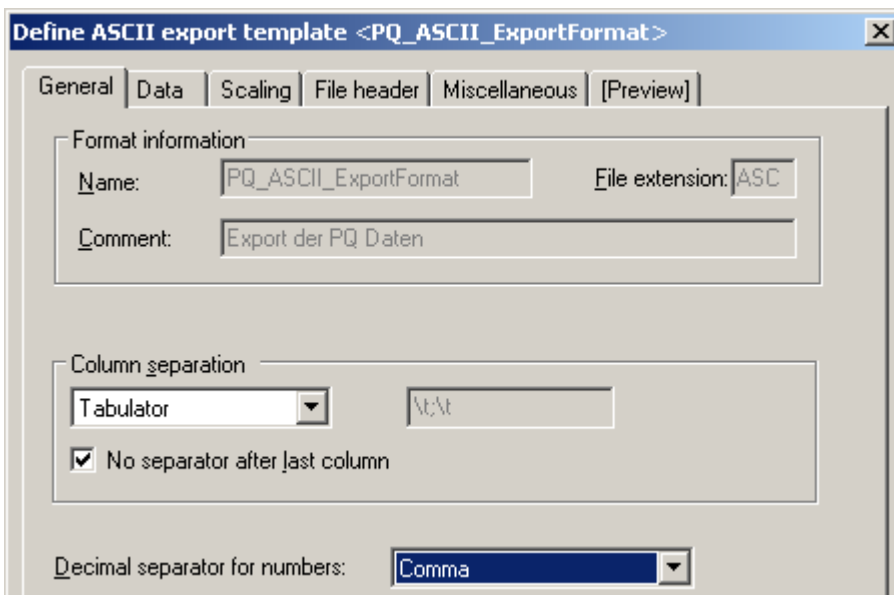 Define ASCII export template <PQ_ASCII_ExportFormat>
General Data Scaling File header Miscellaneous [Preview]
Format information
Name: PQ_ASCII_ExportFormat File extension: ASC
Comment: Export der PQ Daten
Column separation
Tabulator \t;\t
No separator after last column
Decimal separator for numbers: Comma